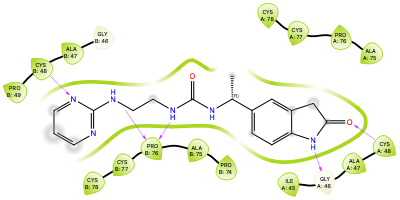 GLY
B: 46
ALA
B: 47
CYS
B: 48
PRO
B: 49
CYS
A: 78
CYS
A: 77
PRO
A: 76
ALA
A: 75
O
(R)
N
N
H
N
H
N
N
H
N
H
O
CYS
B: 78
CYS
B: 77
PRO
B: 76
ALA
B: 75
PRO
B: 74
ILE
A: 45
GLY
A: 46
ALA
A: 47
CYS
A: 48